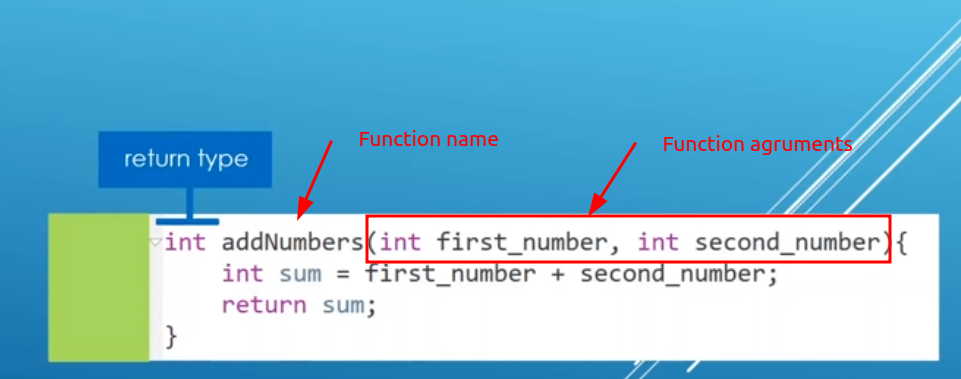 Function name
Function agruments
return type
int addNumbers(int first_number, int second_number){
int sum = first_number + second_number;
return sum;
}